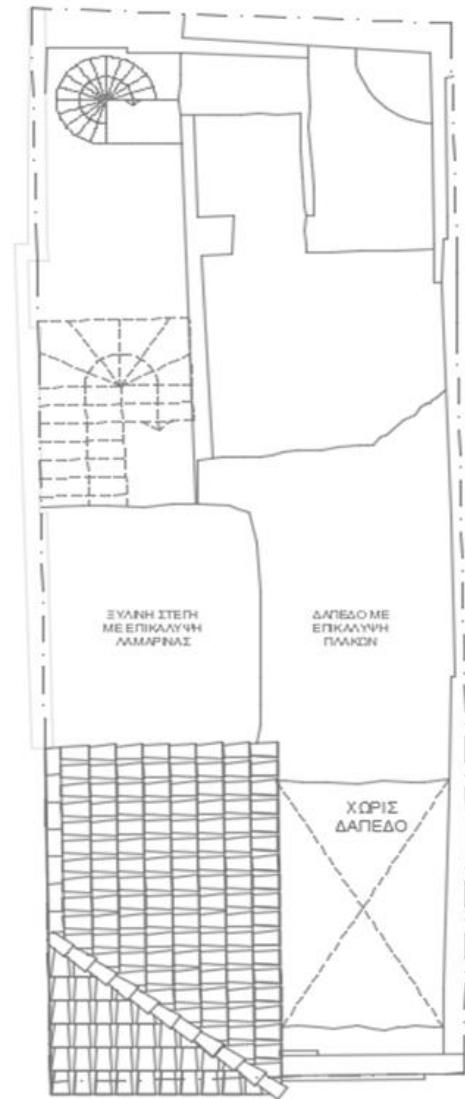 ΞΥΛΙΝΗ ΣΤΕΓΗ
ΜΕ ΕΠΙΚΑΛΥΨΗ
ΛΑΜΑΡΙΝΑΣ
ΔΑΠΕΔΟ ΜΕ
ΕΠΙΚΑΛΥΨΗ
ΠΛΑΚΩΝ
ΧΩΡΙΣ
ΔΑΠΕΔΟ